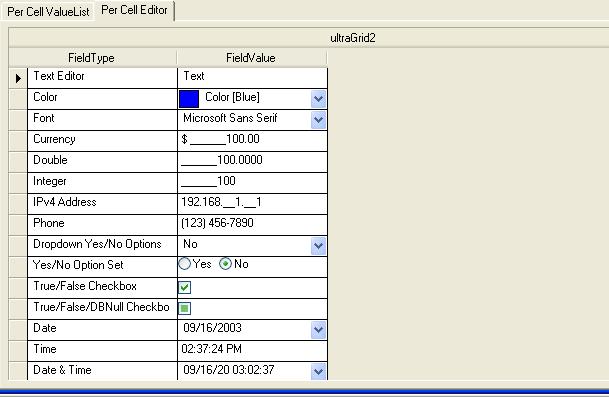 Per Cell ValueList Per Cell Editor
ultraGrid2
FieldType FieldValue
Text Editor Text
Color Color [Blue]
Font Microsoft Sans Serif
Currency $ ______100.00
Double ______100.0000
Integer ______100
IPv4 Address 192.168.__1.__1
Phone (123) 456-7890
Dropdown Yes/No Options No
Yes/No Option Set Yes No
True/False Checkbox
True/False/DBNull Checkbo
Date 09/16/2003
Time 02:37:24 PM
Date & Time 09/16/20 03:02:37